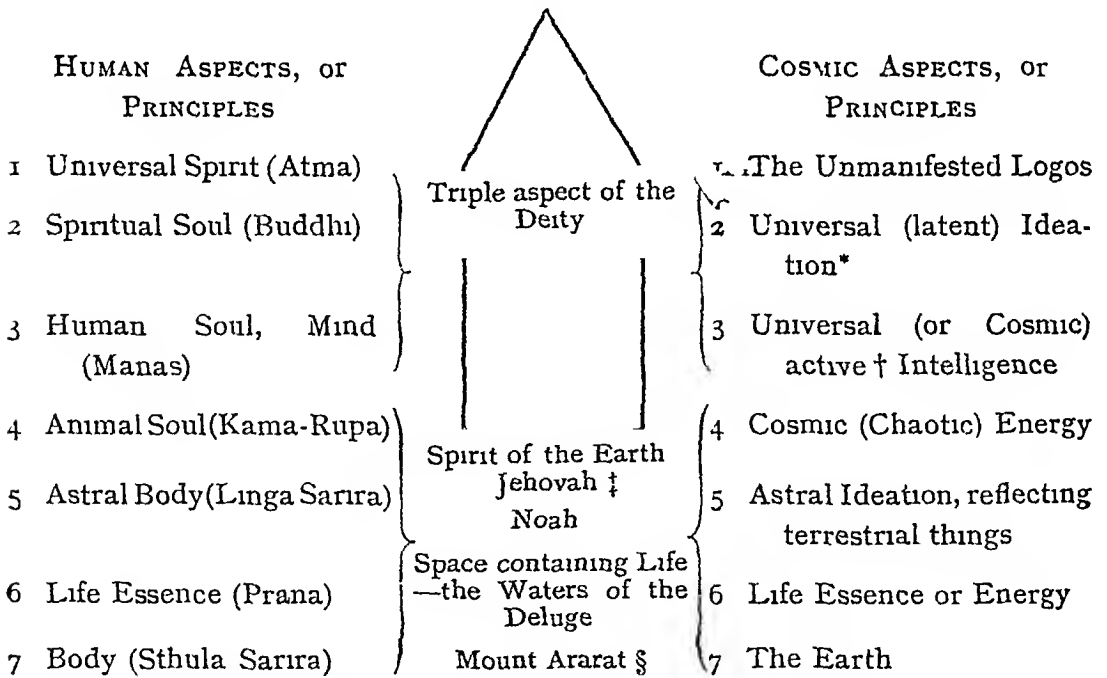 HUMAN ASPECTS, OR
PRINCIPLES
1 Universal Spirit (Atma)
2 Spiritual Soul (Buddhi)
3 Human Soul, Mind
(Manas)
4 Animal Soul (Kama-Rupa)
5 Astral Body (Linga Sarira)
6 Life Essence (Prana)
7 Body (Sthula Sarira)
Triple aspect of the
Deity
Spirit of the Earth
Jehovah ‡
Noah
Space containing Life
—the Waters of the
Deluge
Mount Ararat §
COSMIC ASPECTS, OR
PRINCIPLES
1 The Unmanifested Logos
2 Universal (latent) Idea-
tion*
3 Universal (or Cosmic)
active † Intelligence
4 Cosmic (Chaotic) Energy
5 Astral Ideation, reflecting
terrestrial things
6 Life Essence or Energy
7 The Earth